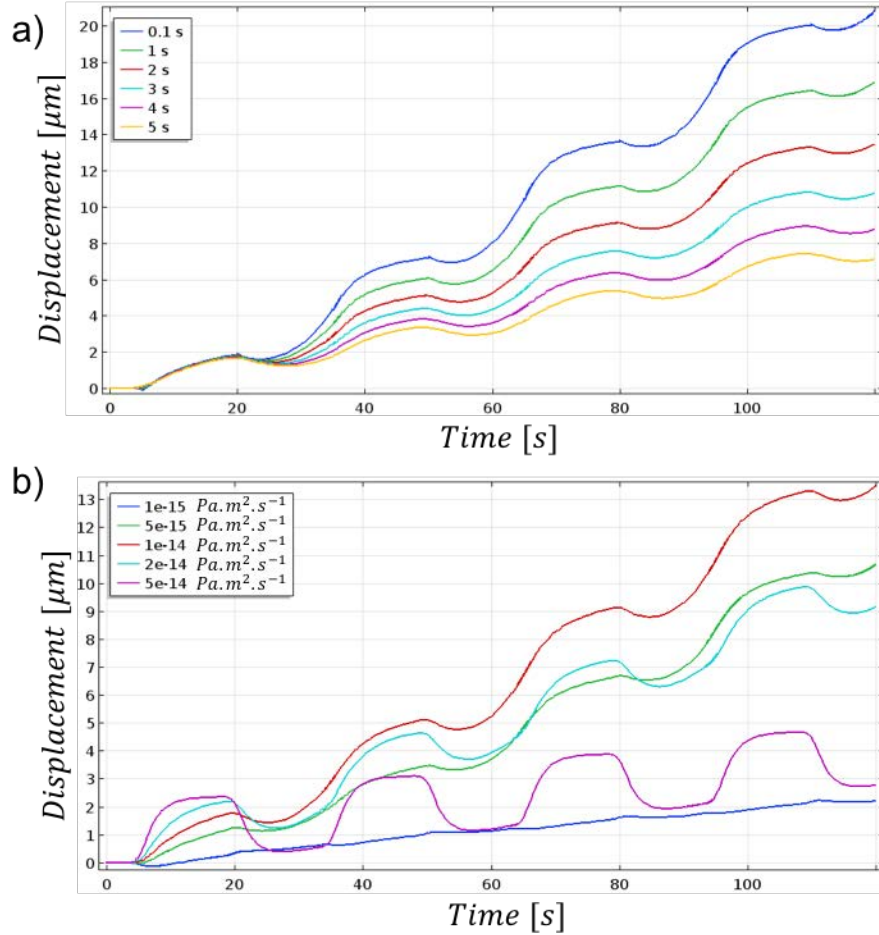 a)
Displacement [μm]
20
18
16
14
12
10
8
6
4
2
0
0.1 s
1 s
2 s
3 s
4 s
5 s
0 20 40 60 80 100
Time [s]
b)
Displacement [μm]
13
12
11
10
9
8
7
6
5
4
3
2
1
0
1e-15 Pa.m².s⁻¹
5e-15 Pa.m².s⁻¹
1e-14 Pa.m².s⁻¹
2e-14 Pa.m².s⁻¹
5e-14 Pa.m².s⁻¹
0 20 40 60 80 100
Time [s]